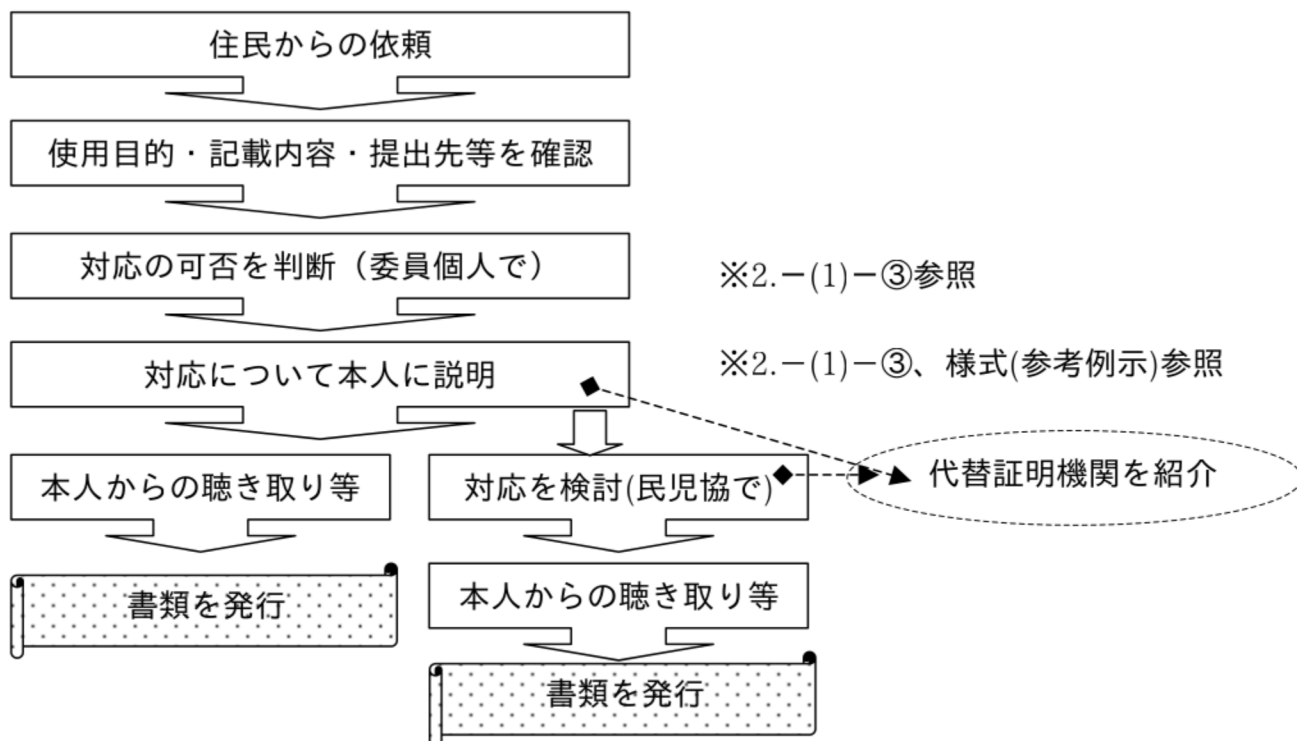 住民からの依頼
使用目的・記載内容・提出先等を確認
対応の可否を判断（委員個人で）
※2.－(1)－③参照
対応について本人に説明
※2.－(1)－③、様式(参考例示)参照
本人からの聴き取り等
対応を検討(民児協で)
代替証明機関を紹介
書類を発行
本人からの聴き取り等
書類を発行